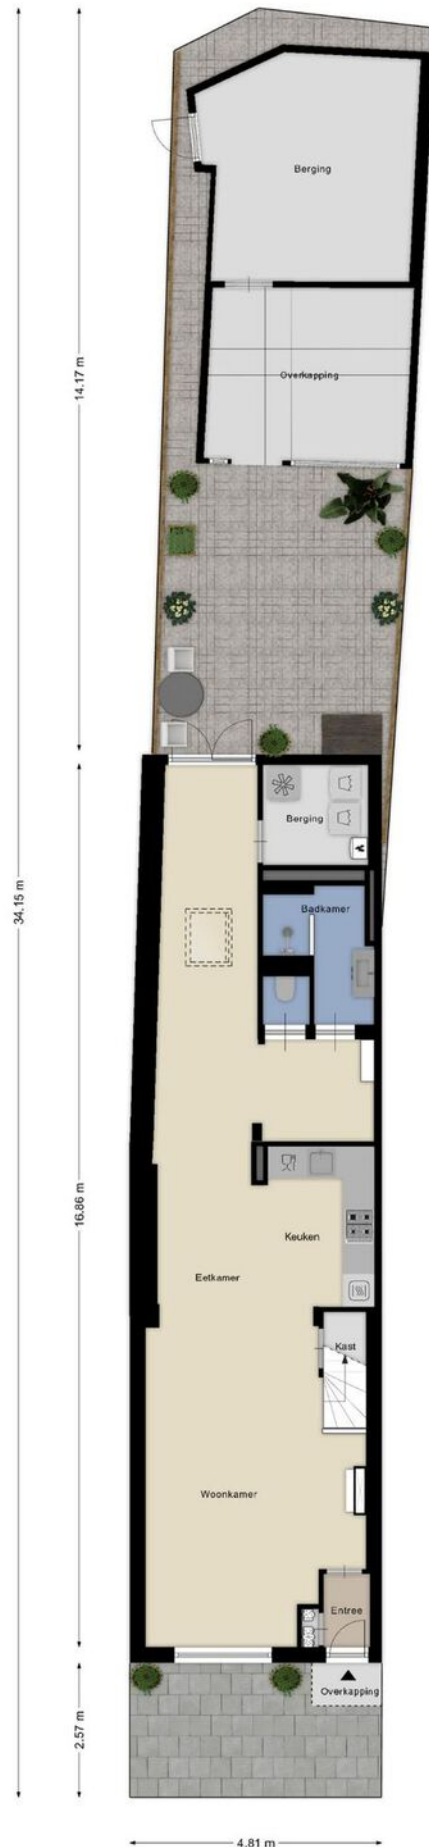 Berging
14.17 m
Overkapping
34.15 m
Berging
Badkamer
16.86 m
Keuken
Eetkamer
Kast
Woonkamer
Entree
Overkapping
2.57 m
4.81 m